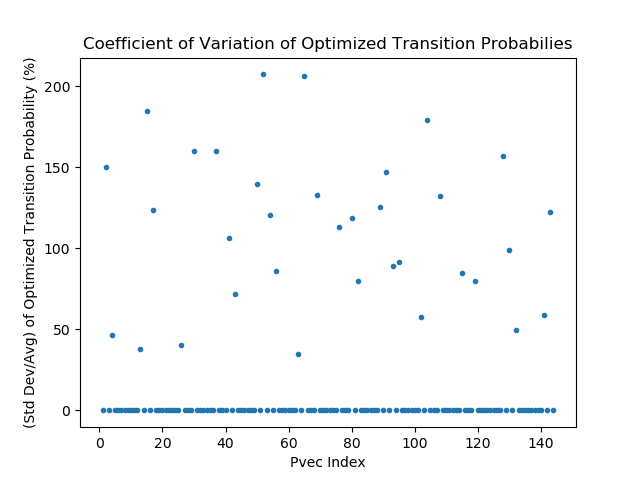 Coefficient of Variation of Optimized Transition Probabilies
(Std Dev/Avg) of Optimized Transition Probability (%)
200
150
100
50
0
0 20 40 60 80 100 120 140
Pvec Index